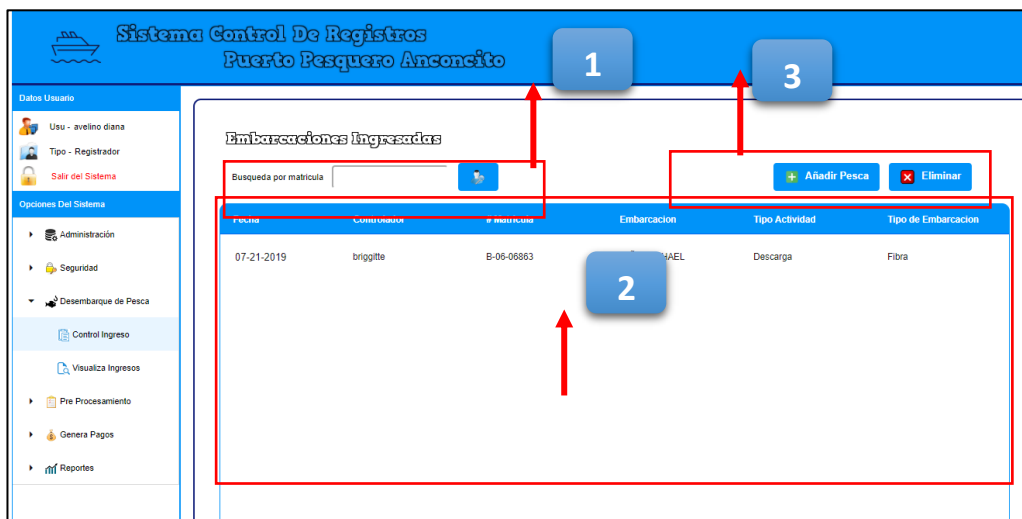 Sistema Control De Registros
Puerto Pesquero Anconcito
1
3
Datos Usuario
Usu - avelino diana
Tipo - Registrador
Salir del Sistema
Opciones Del Sistema
Administración
Seguridad
Desembarque de Pesca
Control Ingreso
Visualiza Ingresos
Pre Procesamiento
Genera Pagos
Reportes
Embarcaciones Ingresadas
Busqueda por matricula
Añadir Pesca
Eliminar
Fecha Controlador # Matricula Embarcacion Tipo Actividad Tipo de Embarcacion
07-21-2019 briggitte B-06-06863 Descarga Fibra
2